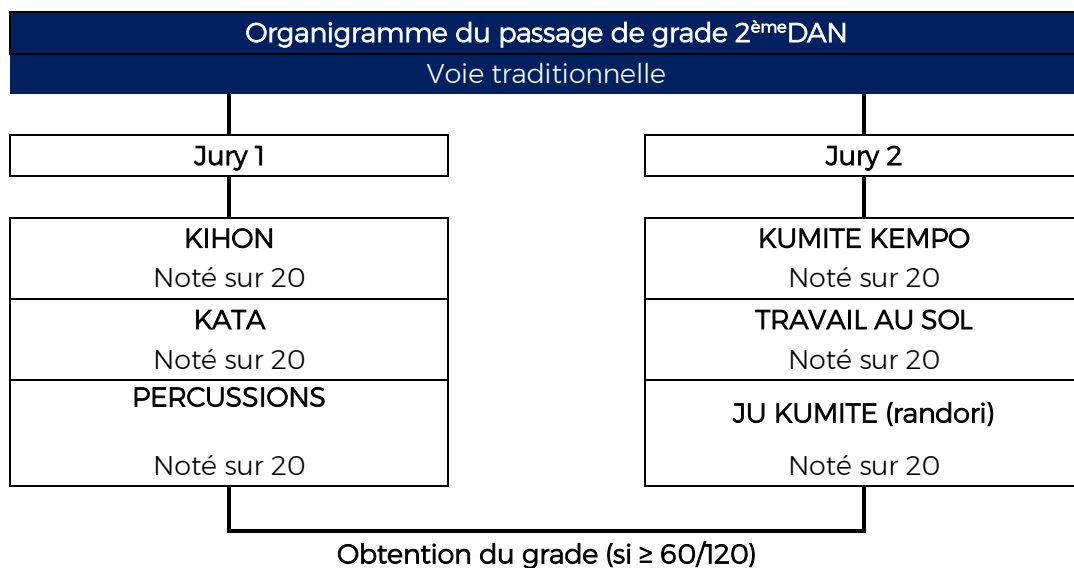 Organigramme du passage de grade 2èmeDAN
Voie traditionnelle
Jury 1
KIHON
Noté sur 20
KATA
Noté sur 20
PERCUSSIONS
Noté sur 20
Jury 2
KUMITE KEMPO
Noté sur 20
TRAVAIL AU SOL
Noté sur 20
JU KUMITE (randori)
Noté sur 20
Obtention du grade (si ≥ 60/120)